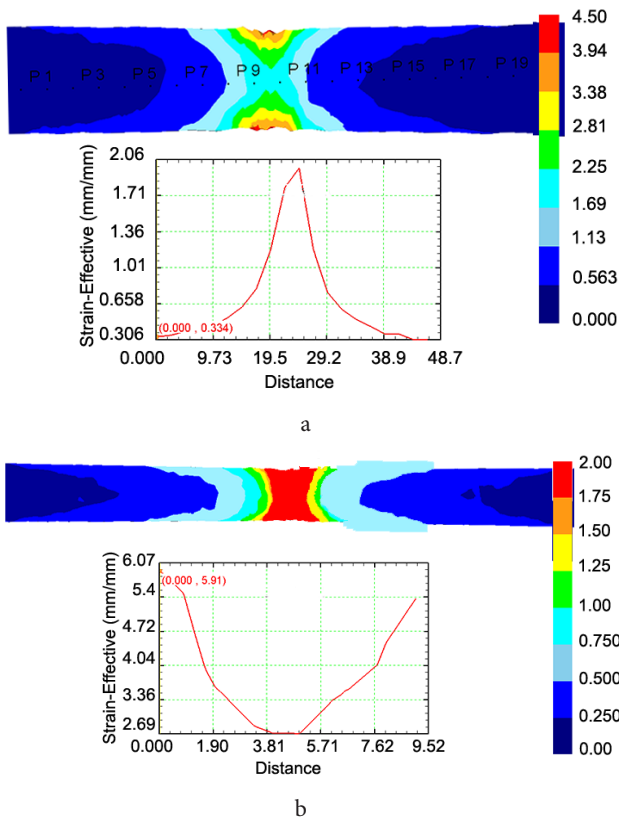 4.50
3.94
3.38
2.81
2.25
1.69
1.13
0.563
0.000
P 1 P 3 P 5 P 7 P 9 P 11 P 13 P 15 P 17 P 19
Strain-Effective (mm/mm)
2.06
1.71
1.36
1.01
0.658
0.306
(0.000 , 0.334)
0.000 9.73 19.5 29.2 38.9 48.7
Distance
a
2.00
1.75
1.50
1.25
1.00
0.750
0.500
0.250
0.00
Strain-Effective (mm/mm)
6.07
5.4
4.72
4.04
3.36
2.69
(0.000 , 5.91)
0.000 1.90 3.81 5.71 7.62 9.52
Distance
b